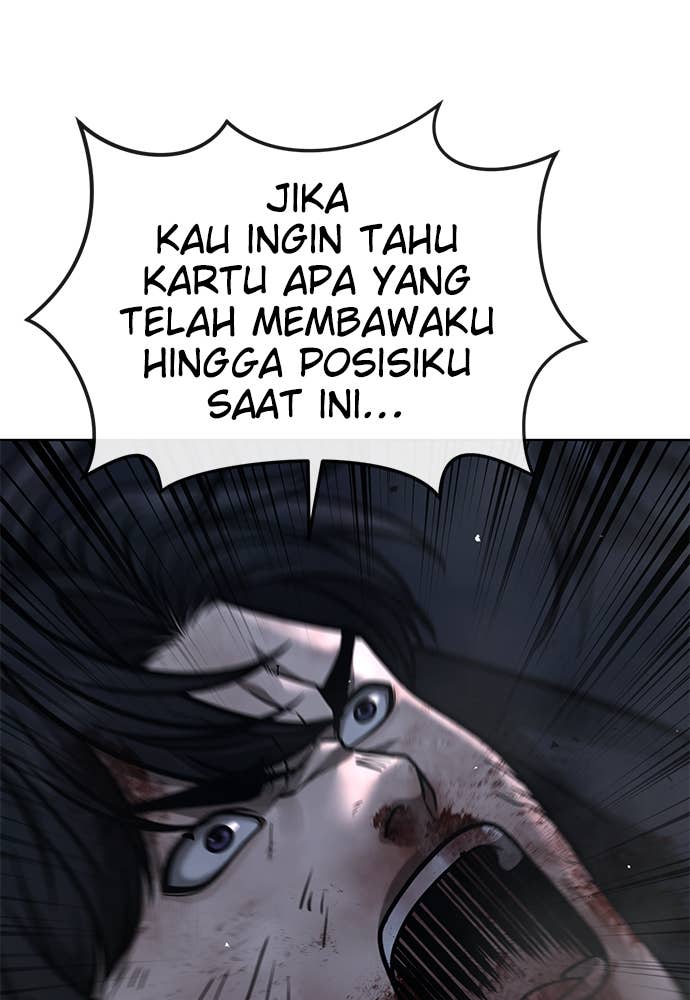 JIKA
KAU INGIN TAHU
KARTU APA YANG
TELAH MEMBAWAKU
HINGGA POSISIKU
SAAT INI...